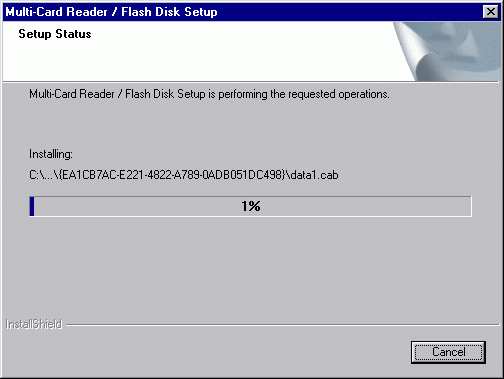 Multi-Card Reader / Flash Disk Setup
Setup Status
Multi-Card Reader / Flash Disk Setup is performing the requested operations.
Installing:
C:\...\{EA1CB7AC-E221-4822-A789-0ADB051DC498}\data1.cab
1%
InstallShield
Cancel